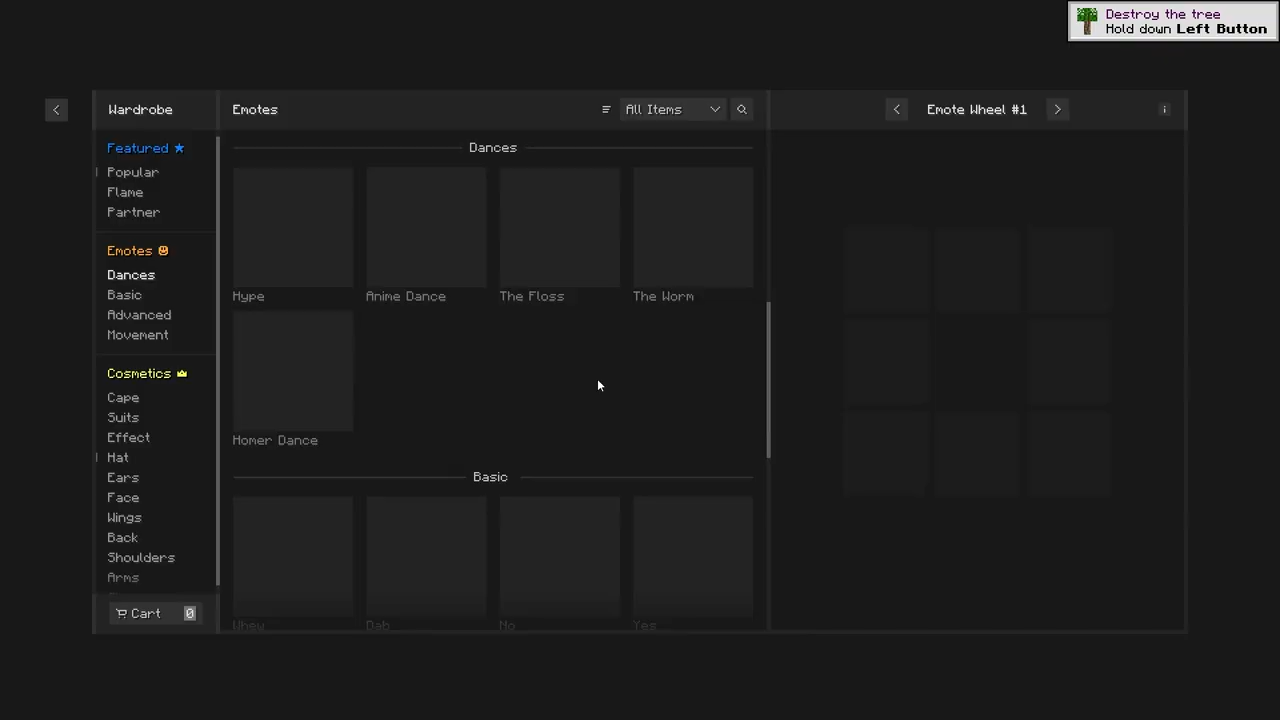 Destroy the tree
Hold down Left Button
Wardrobe
Emotes
All Items
Emote Wheel #1
i
Featured
Popular
Flame
Partner
Emotes
Dances
Basic
Advanced
Movement
Cosmetics
Cape
Suits
Effect
Hat
Ears
Face
Wings
Back
Shoulders
Arms
Cart 0
Dances
Hype
Anime Dance
The Floss
The Worm
Homer Dance
Basic
Whew
Dab
No
Yes